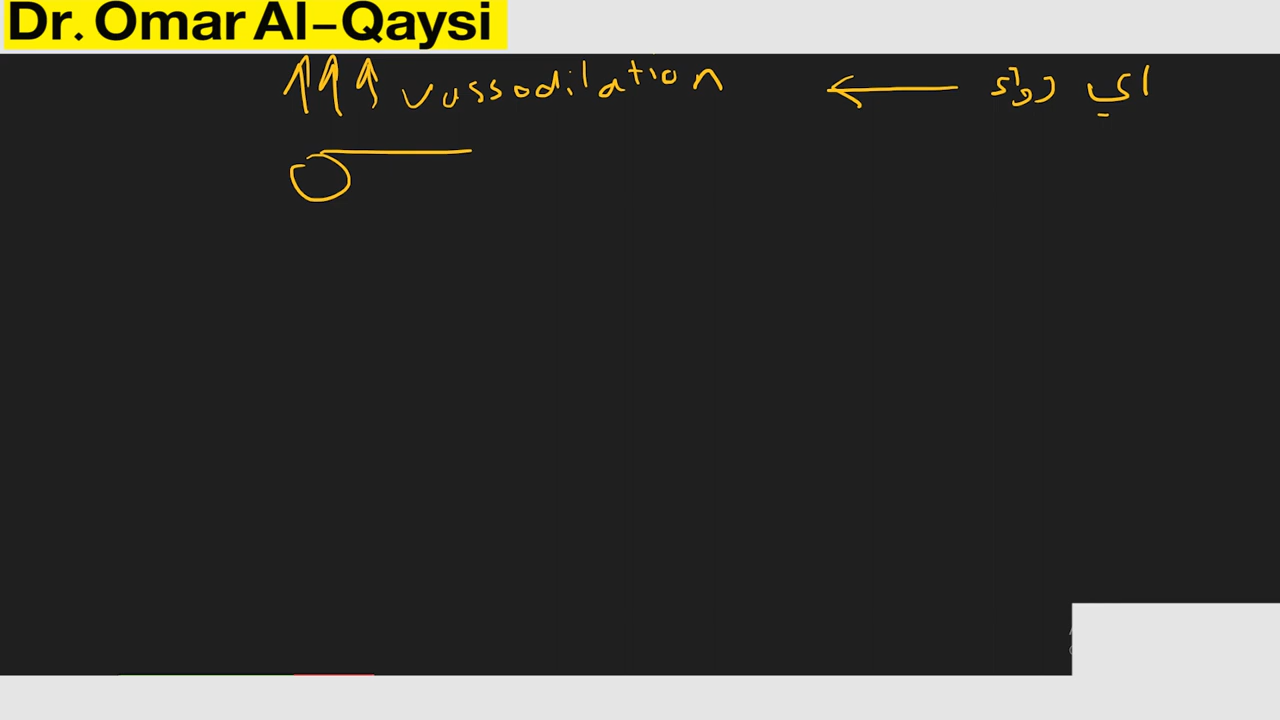 Dr. Omar Al-Qaysi
اي دواء ← ↑↑↑ vassodilation